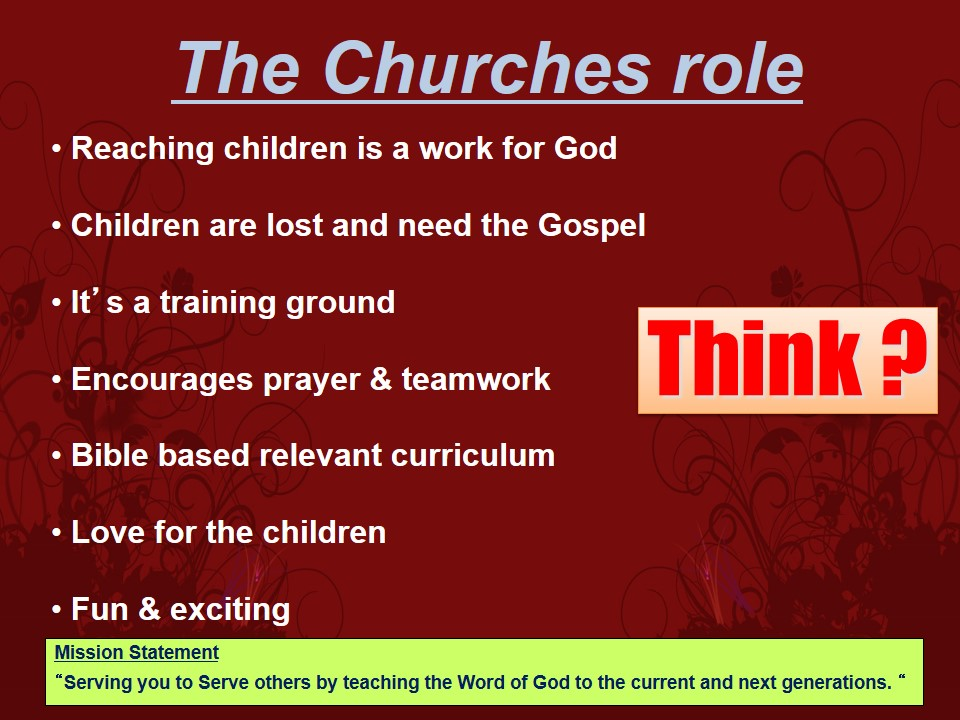 The Churches role
• Reaching children is a work for God
• Children are lost and need the Gospel
• It’s a training ground
Think ?
• Encourages prayer & teamwork
• Bible based relevant curriculum
• Love for the children
• Fun & exciting
Mission Statement
“Serving you to Serve others by teaching the Word of God to the current and next generations. “